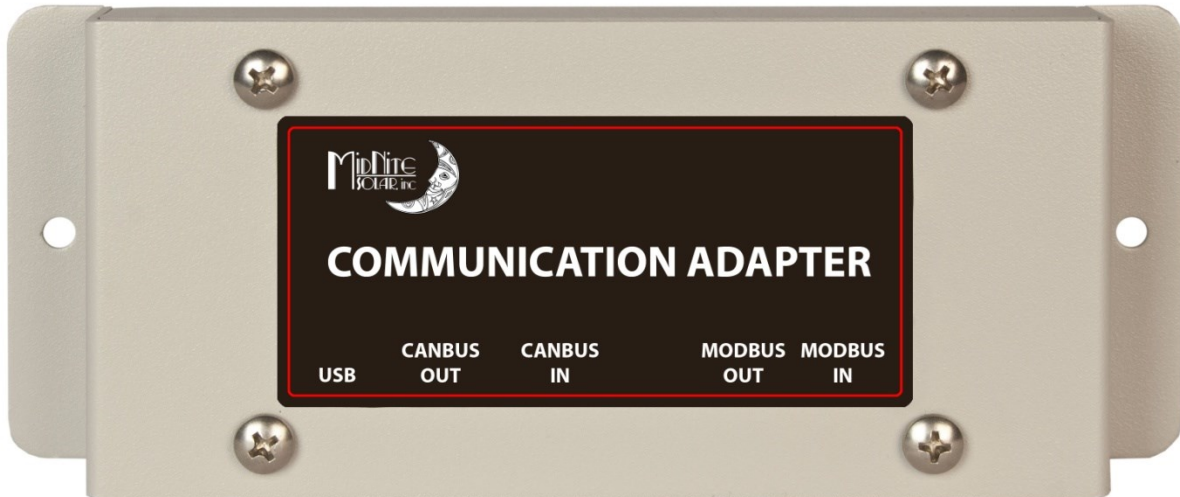 MIDNITE
SOLAR, inc
COMMUNICATION ADAPTER
USB
CANBUS OUT
CANBUS IN
MODBUS OUT
MODBUS IN